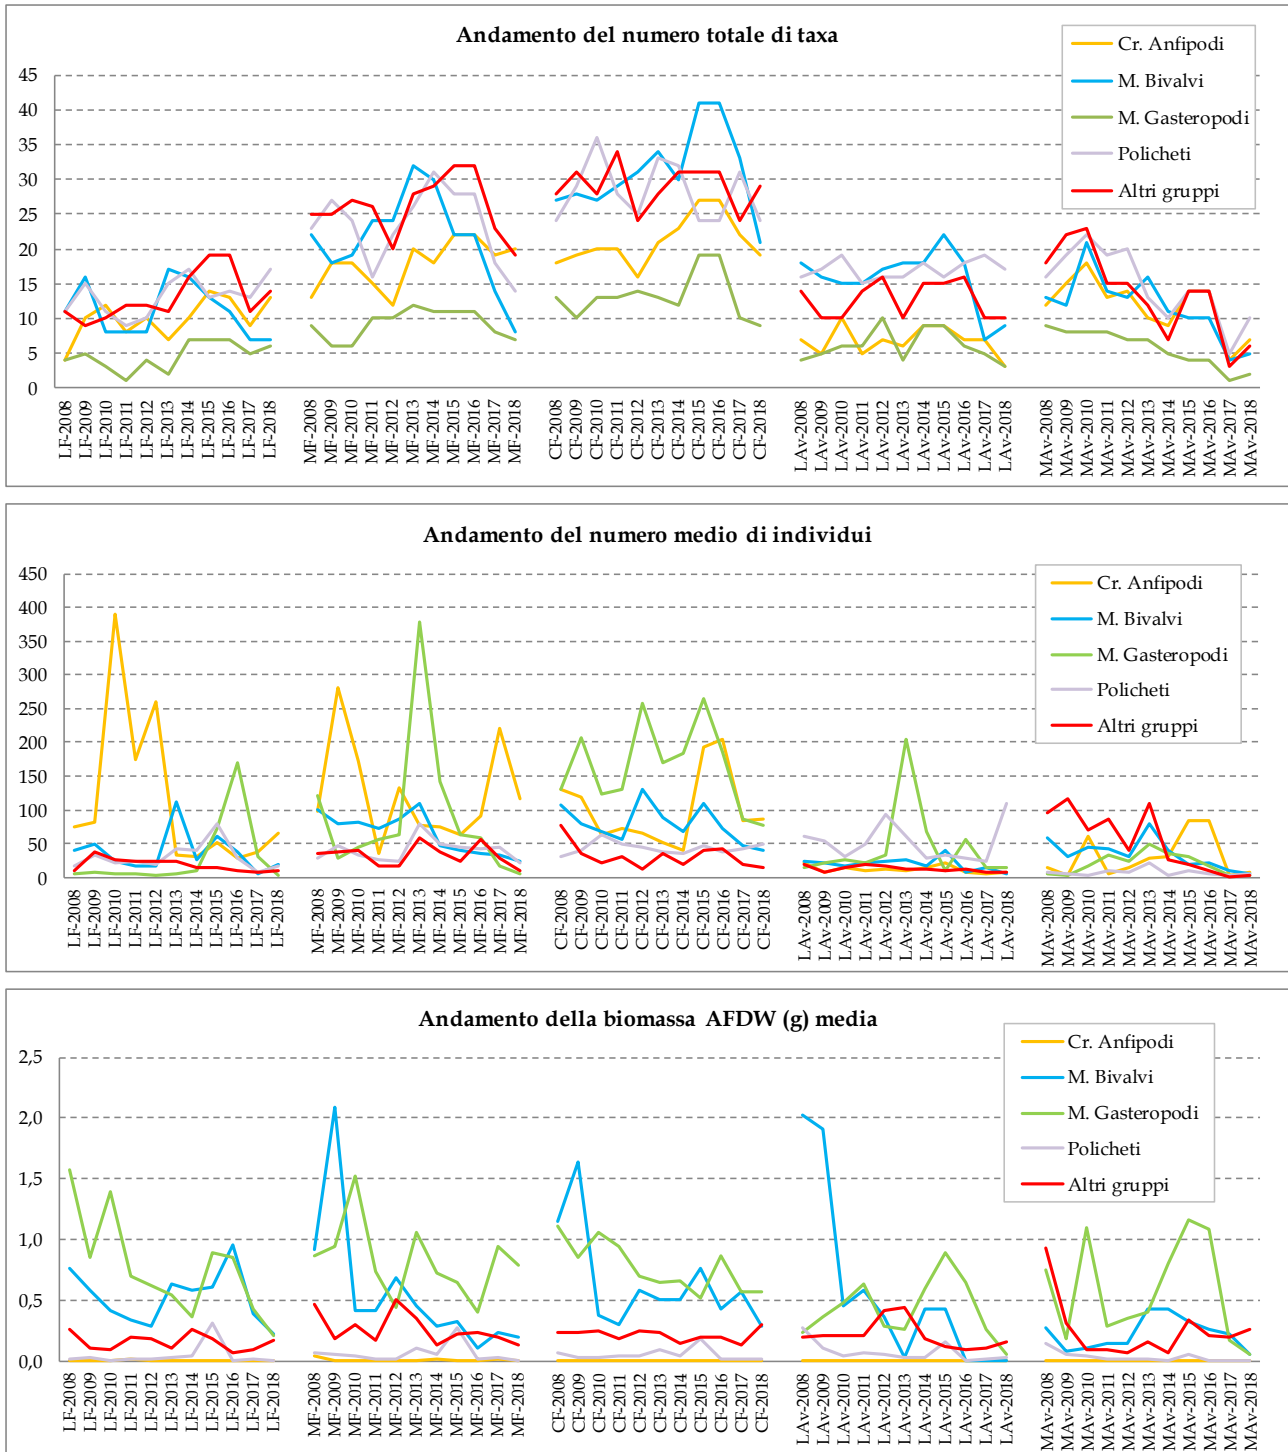 Andamento del numero totale di taxa
Cr. Anfipodi
M. Bivalvi
M. Gasteropodi
Policheti
Altri gruppi
45
40
35
30
25
20
15
10
5
0
LF-2008
LF-2009
LF-2010
LF-2011
LF-2012
LF-2013
LF-2014
LF-2015
LF-2016
LF-2017
LF-2018
MF-2008
MF-2009
MF-2010
MF-2011
MF-2012
MF-2013
MF-2014
MF-2015
MF-2016
MF-2017
MF-2018
CF-2008
CF-2009
CF-2010
CF-2011
CF-2012
CF-2013
CF-2014
CF-2015
CF-2016
CF-2017
CF-2018
LAv-2008
LAv-2009
LAv-2010
LAv-2011
LAv-2012
LAv-2013
LAv-2014
LAv-2015
LAv-2016
LAv-2017
LAv-2018
MAv-2008
MAv-2009
MAv-2010
MAv-2011
MAv-2012
MAv-2013
MAv-2014
MAv-2015
MAv-2016
MAv-2017
MAv-2018
Andamento del numero medio di individui
Cr. Anfipodi
M. Bivalvi
M. Gasteropodi
Policheti
Altri gruppi
450
400
350
300
250
200
150
100
50
0
LF-2008
LF-2009
LF-2010
LF-2011
LF-2012
LF-2013
LF-2014
LF-2015
LF-2016
LF-2017
LF-2018
MF-2008
MF-2009
MF-2010
MF-2011
MF-2012
MF-2013
MF-2014
MF-2015
MF-2016
MF-2017
MF-2018
CF-2008
CF-2009
CF-2010
CF-2011
CF-2012
CF-2013
CF-2014
CF-2015
CF-2016
CF-2017
CF-2018
LAv-2008
LAv-2009
LAv-2010
LAv-2011
LAv-2012
LAv-2013
LAv-2014
LAv-2015
LAv-2016
LAv-2017
LAv-2018
MAv-2008
MAv-2009
MAv-2010
MAv-2011
MAv-2012
MAv-2013
MAv-2014
MAv-2015
MAv-2016
MAv-2017
MAv-2018
Andamento della biomassa AFDW (g) media
Cr. Anfipodi
M. Bivalvi
M. Gasteropodi
Policheti
Altri gruppi
2,5
2,0
1,5
1,0
0,5
0,0
LF-2008
LF-2009
LF-2010
LF-2011
LF-2012
LF-2013
LF-2014
LF-2015
LF-2016
LF-2017
LF-2018
MF-2008
MF-2009
MF-2010
MF-2011
MF-2012
MF-2013
MF-2014
MF-2015
MF-2016
MF-2017
MF-2018
CF-2008
CF-2009
CF-2010
CF-2011
CF-2012
CF-2013
CF-2014
CF-2015
CF-2016
CF-2017
CF-2018
LAv-2008
LAv-2009
LAv-2010
LAv-2011
LAv-2012
LAv-2013
LAv-2014
LAv-2015
LAv-2016
LAv-2017
LAv-2018
MAv-2008
MAv-2009
MAv-2010
MAv-2011
MAv-2012
MAv-2013
MAv-2014
MAv-2015
MAv-2016
MAv-2017
MAv-2018